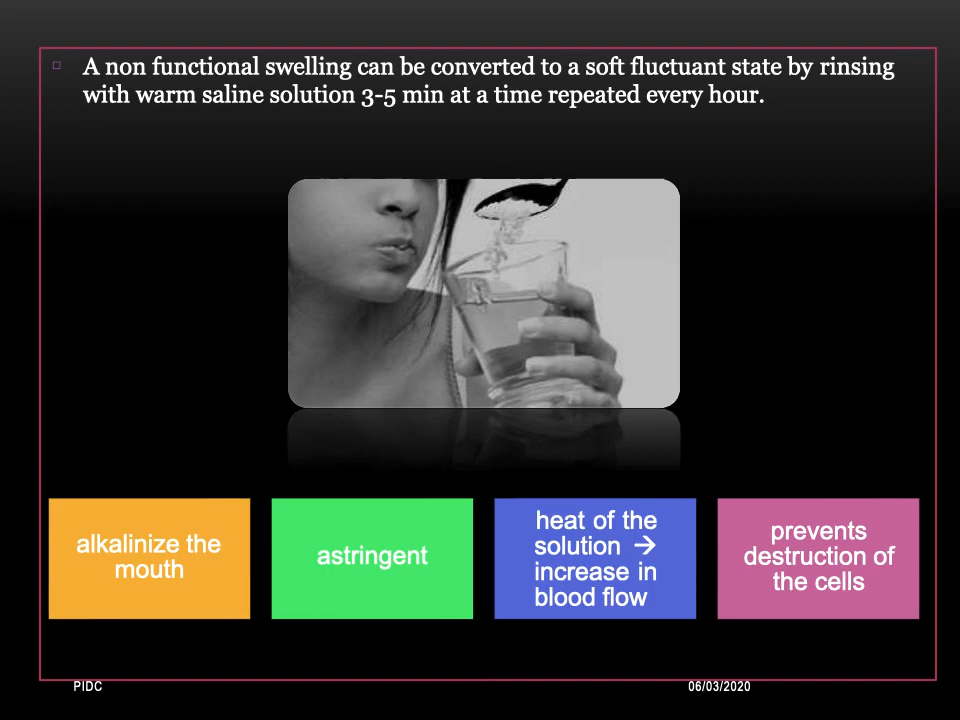 A non functional swelling can be converted to a soft fluctuant state by rinsing
with warm saline solution 3-5 min at a time repeated every hour.
alkalinize the
mouth
astringent
heat of the
solution →
increase in
blood flow
prevents
destruction of
the cells
PIDC
06/03/2020